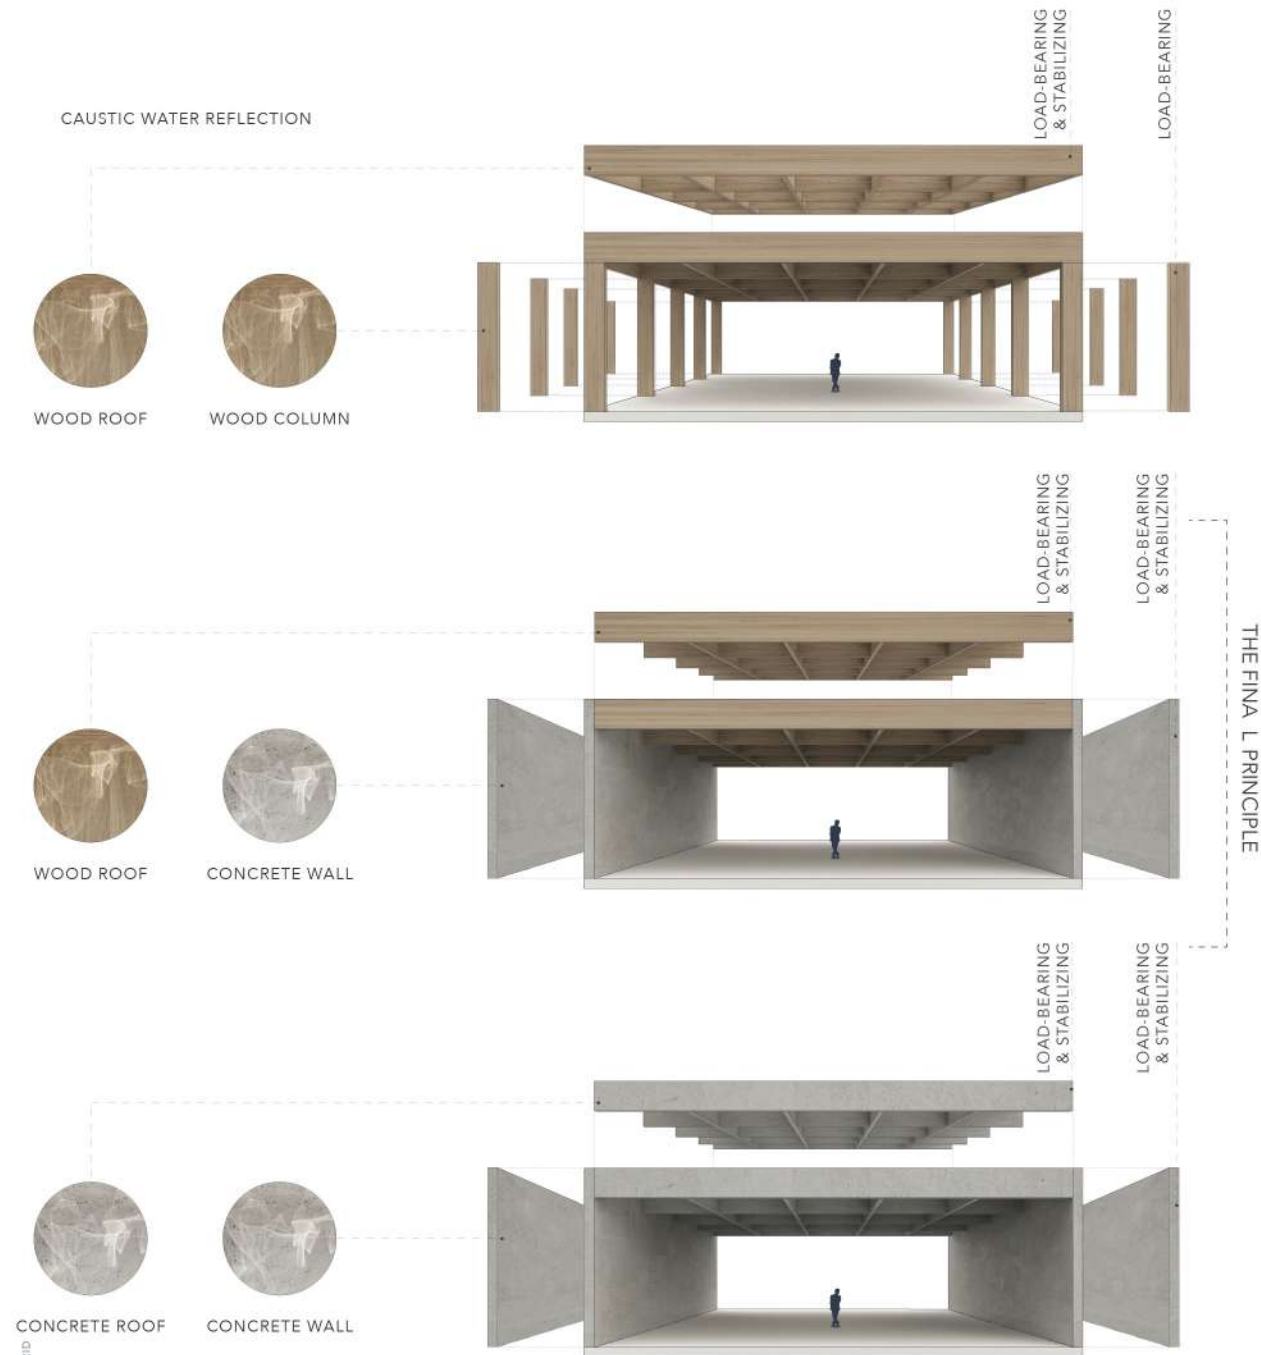 LOAD-BEARING
& STABILIZING
LOAD-BEARING
CAUSTIC WATER REFLECTION
WOOD ROOF
WOOD COLUMN
LOAD-BEARING
& STABILIZING
LOAD-BEARING
& STABILIZING
THE FINA L PRINCIPLE
WOOD ROOF
CONCRETE WALL
LOAD-BEARING
& STABILIZING
LOAD-BEARING
& STABILIZING
CONCRETE ROOF
CONCRETE WALL